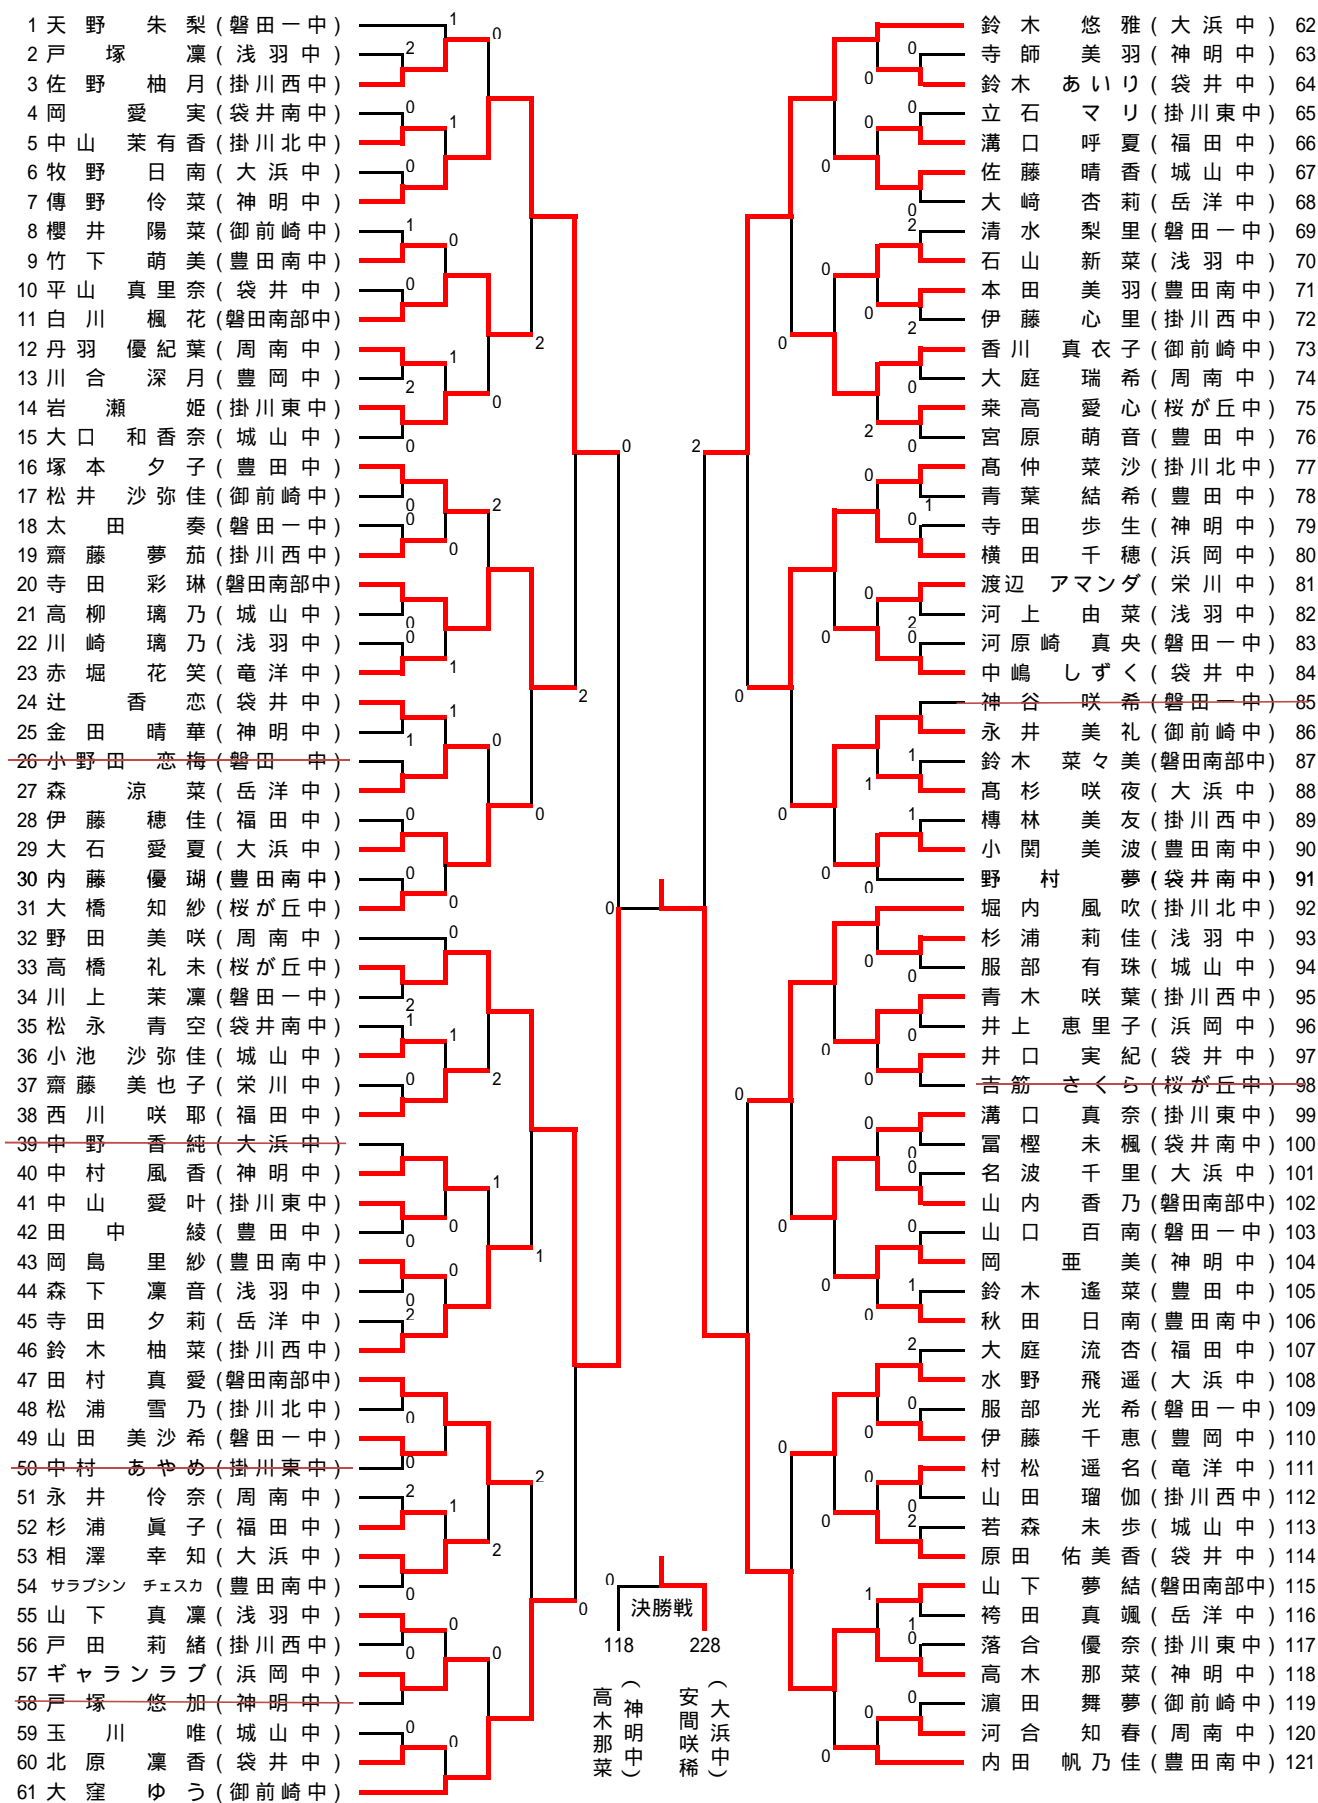 1 天野 朱梨 (磐田一中)
2 戸塚 凜 (浅羽中)
3 佐野 柚月 (掛川西中)
4 岡 愛実 (袋井南中)
5 中山 茉有香 (掛川北中)
6 牧野 日南 (大浜中)
7 傳野 伶菜 (神明中)
8 櫻井 陽菜 (御前崎中)
9 竹下 萌美 (豊田南中)
10 平山 真里奈 (袋井中)
11 白川 楓花 (磐田南部中)
12 丹羽 優紀葉 (周南中)
13 川合 深月 (豊岡中)
14 岩瀬 姫 (掛川東中)
15 大口 和香奈 (城山中)
16 塚本 夕子 (豊田中)
17 松井 沙弥佳 (御前崎中)
18 太田 奏 (磐田一中)
19 齋藤 夢茄 (掛川西中)
20 寺田 彩琳 (磐田南部中)
21 高柳 璃乃 (城山中)
22 川崎 璃乃 (浅羽中)
23 赤堀 花笑 (竜洋中)
24 辻 香恋 (袋井中)
25 金田 晴華 (神明中)
26 小野田 恋梅 (磐田一中)
27 森 涼菜 (岳洋中)
28 伊藤 穂佳 (福田中)
29 大石 愛夏 (大浜中)
30 内藤 優瑚 (豊田南中)
31 大橋 知紗 (桜が丘中)
32 野田 美咲 (周南中)
33 高橋 礼未 (桜が丘中)
34 川上 茉凜 (磐田一中)
35 松永 青空 (袋井南中)
36 小池 沙弥佳 (城山中)
37 齋藤 美也子 (栄川中)
38 西川 咲耶 (福田中)
39 中野 香純 (大浜中)
40 中村 風香 (神明中)
41 中山 愛叶 (掛川東中)
42 田中 綾 (豊田中)
43 岡島 里紗 (豊田南中)
44 森下 凜音 (浅羽中)
45 寺田 夕莉 (岳洋中)
46 鈴木 柚菜 (掛川西中)
47 田村 真愛 (磐田南部中)
48 松浦 雪乃 (掛川北中)
49 山田 美沙希 (磐田一中)
50 中村 あやめ (掛川東中)
51 永井 伶奈 (周南中)
52 杉浦 眞子 (福田中)
53 相澤 幸知 (大浜中)
54 サラブシン チェスカ (豊田南中)
55 山下 真凜 (浅羽中)
56 戸田 莉緒 (掛川西中)
57 ギャランラブ (浜岡中)
58 戸塚 悠加 (神明中)
59 玉川 唯 (城山中)
60 北原 凜香 (袋井中)
61 大窪 ゆう (御前崎中)
鈴木 悠雅 (大浜中) 62
寺師 美羽 (神明中) 63
鈴木 あいり (袋井中) 64
立石 マリ (掛川東中) 65
溝口 呼夏 (福田中) 66
佐藤 晴香 (城山中) 67
大﨑 杏莉 (岳洋中) 68
清水 梨里 (磐田一中) 69
石山 新菜 (浅羽中) 70
本田 美羽 (豊田南中) 71
伊藤 心里 (掛川西中) 72
香川 真衣子 (御前崎中) 73
大庭 瑞希 (周南中) 74
乗高 愛心 (桜が丘中) 75
宮原 萌音 (豊田中) 76
髙仲 菜沙 (掛川北中) 77
青葉 結希 (豊田中) 78
寺田 歩生 (神明中) 79
横田 千穂 (浜岡中) 80
渡辺 アマンダ (栄川中) 81
河上 由菜 (浅羽中) 82
河原崎 真央 (磐田一中) 83
中嶋 しずく (袋井中) 84
神谷 咲希 (磐田一中) 85
永井 美礼 (御前崎中) 86
鈴木 菜々美 (磐田南部中) 87
髙杉 咲夜 (大浜中) 88
榑林 美友 (掛川西中) 89
小関 美波 (豊田南中) 90
野村 夢 (袋井南中) 91
堀内 風吹 (掛川北中) 92
杉浦 莉佳 (浅羽中) 93
服部 有珠 (城山中) 94
青木 咲葉 (掛川西中) 95
井上 恵里子 (浜岡中) 96
井口 実紀 (袋井中) 97
吉筋 さくら (桜が丘中) 98
溝口 真奈 (掛川東中) 99
冨樫 未楓 (袋井南中) 100
名波 千里 (大浜中) 101
山内 香乃 (磐田南部中) 102
山口 百南 (磐田一中) 103
岡 亜美 (神明中) 104
鈴木 遙菜 (豊田中) 105
秋田 日南 (豊田南中) 106
大庭 流杏 (福田中) 107
水野 飛遥 (大浜中) 108
服部 光希 (磐田一中) 109
伊藤 千恵 (豊岡中) 110
村松 遥名 (竜洋中) 111
山田 瑠伽 (掛川西中) 112
若森 未歩 (城山中) 113
原田 佑美香 (袋井中) 114
山下 夢結 (磐田南部中) 115
袴田 真颯 (岳洋中) 116
落合 優奈 (掛川東中) 117
高木 那菜 (神明中) 118
濵田 舞夢 (御前崎中) 119
河合 知春 (周南中) 120
内田 帆乃佳 (豊田南中) 121
0
決勝戦
118 228
高木那菜 (神明中)
安間咲稀 (大浜中)